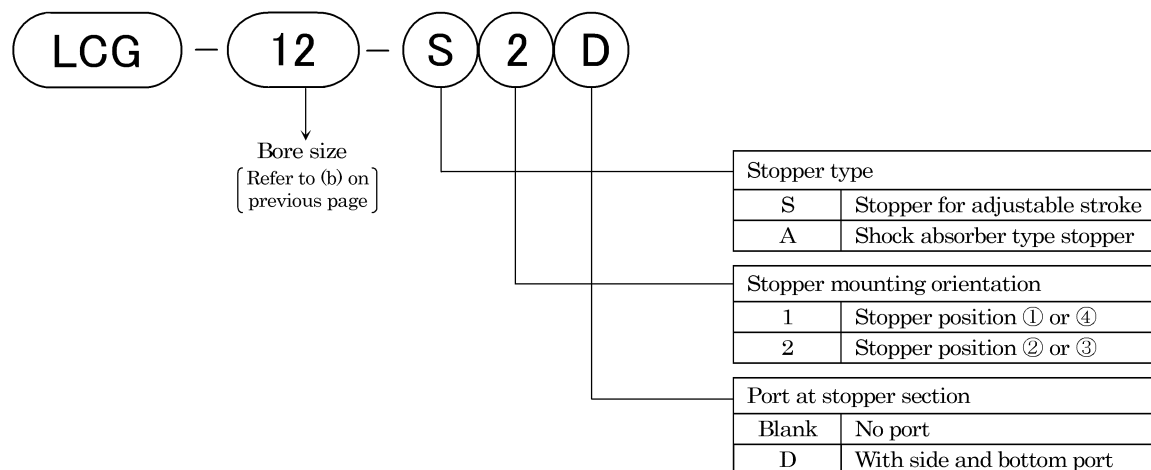 LCG - 12 - S 2 D
Bore size
Refer to (b) on
previous page
Stopper type
S Stopper for adjustable stroke
A Shock absorber type stopper
Stopper mounting orientation
1 Stopper position ① or ④
2 Stopper position ② or ③
Port at stopper section
Blank No port
D With side and bottom port